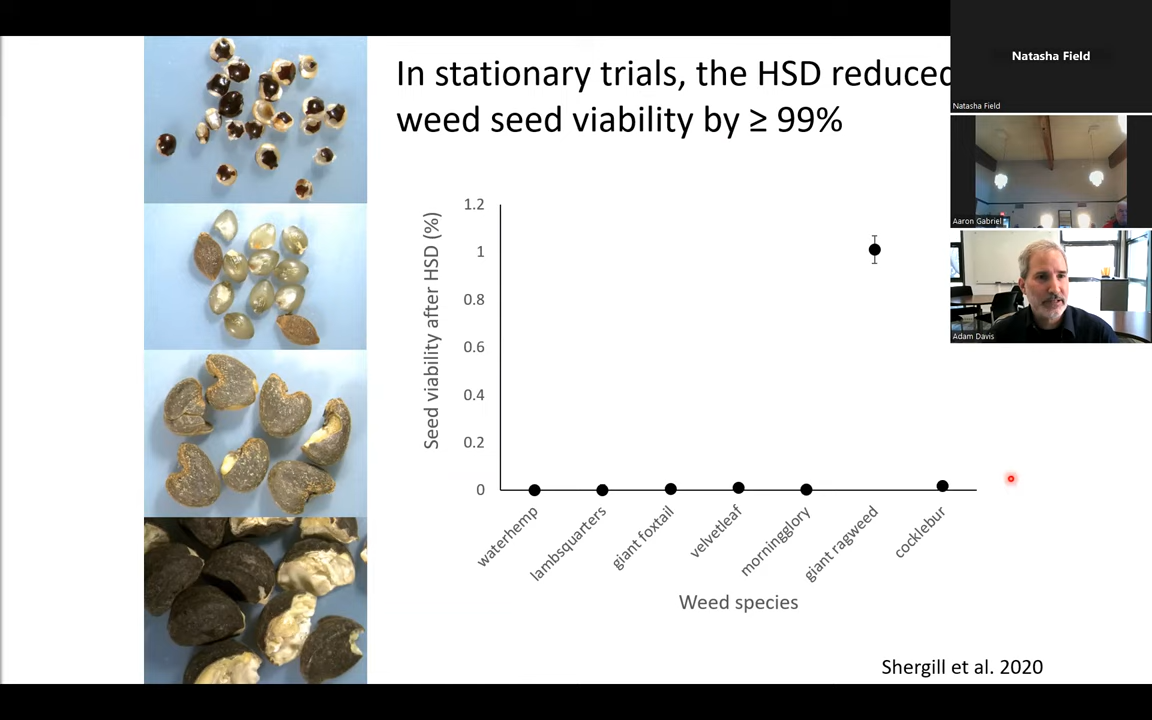 In stationary trials, the HSD reduced
weed seed viability by ≥ 99%
Seed viability after HSD (%)
1.2
1
0.8
0.6
0.4
0.2
0
waterhemp
lambsquarters
giant foxtail
velvetleaf
morningglory
giant ragweed
cocklebur
Weed species
Shergill et al. 2020
Natasha Field
Natasha Field
Aaron Gabriel
Adam Davis